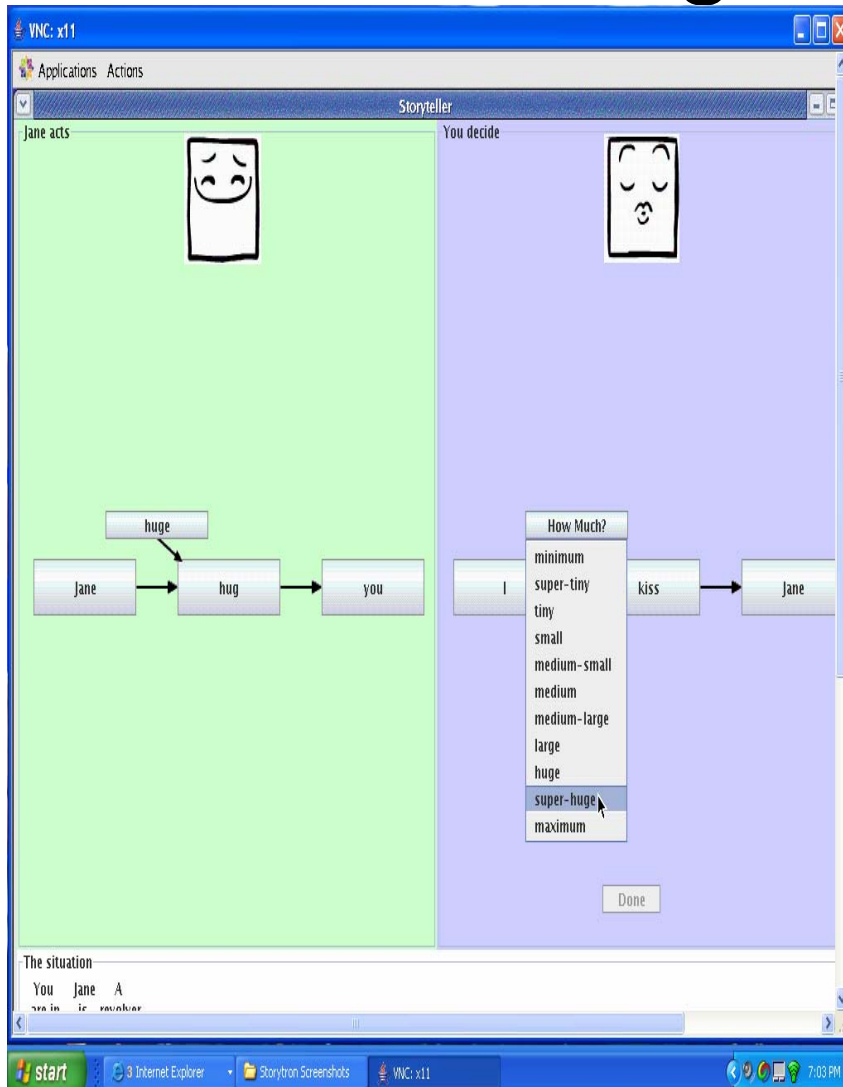 VNC: x11
Applications Actions
Storyteller
Jane acts
You decide
huge
Jane hug you
How Much?
I kiss Jane
minimum
super-tiny
tiny
small
medium-small
medium
medium-large
large
huge
super-huge
maximum
Done
The situation
You Jane A
are in is revolver
start 3 Internet Explorer Storytron Screenshots VNC: x11 7:03 PM